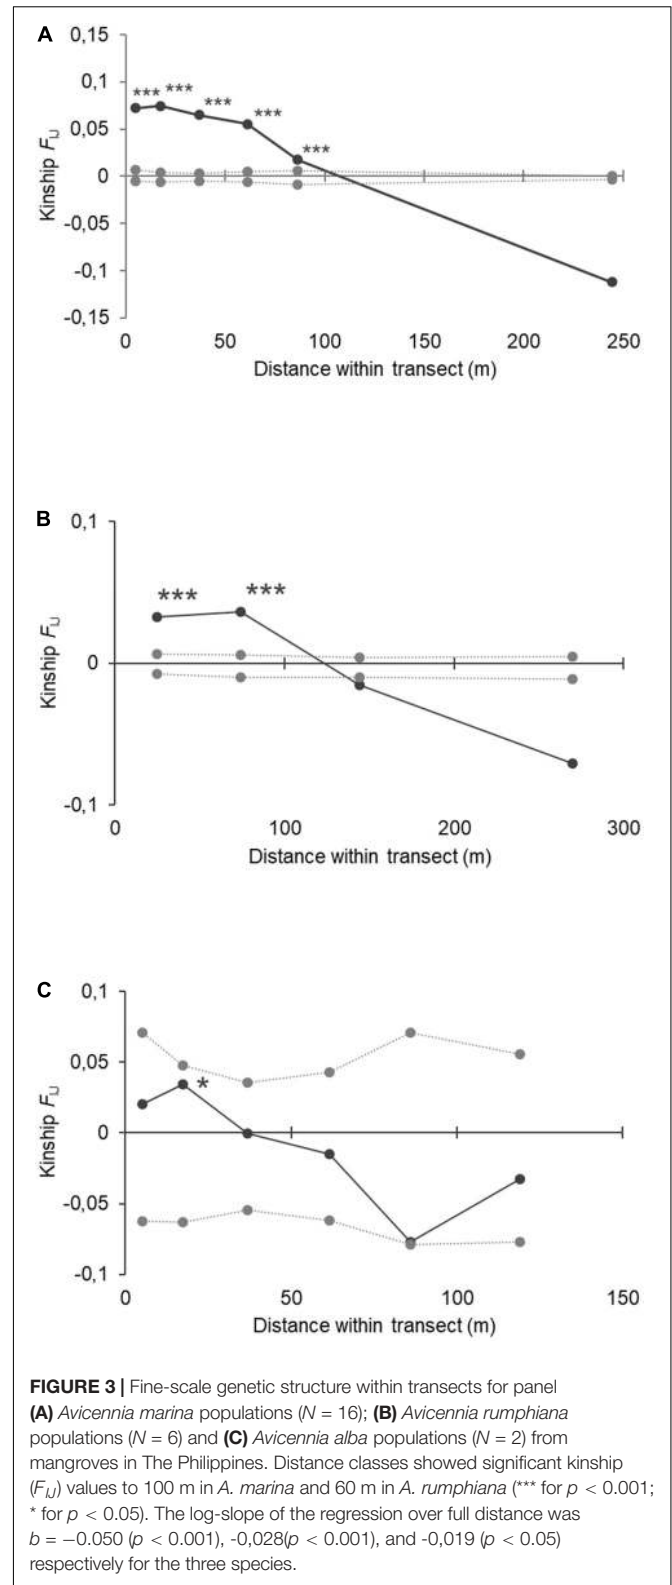 A
0,15
0,1
0,05
0
-0,05
-0,1
-0,15
Kinship FIJ
*** *** *** *** ***
0 50 100 150 200 250
Distance within transect (m)
B
0,1
0
-0,1
Kinship FIJ
*** ***
0 100 200 300
Distance within transect (m)
C
0,1
0,05
0
-0,05
-0,1
Kinship FIJ
*
0 50 100 150
Distance within transect (m)
FIGURE 3 | Fine-scale genetic structure within transects for panel
(A) Avicennia marina populations (N = 16); (B) Avicennia rumphiana
populations (N = 6) and (C) Avicennia alba populations (N = 2) from
mangroves in The Philippines. Distance classes showed significant kinship
(FIJ) values to 100 m in A. marina and 60 m in A. rumphiana (*** for p < 0.001;
* for p < 0.05). The log-slope of the regression over full distance was
b = −0.050 (p < 0.001), -0,028(p < 0.001), and -0,019 (p < 0.05)
respectively for the three species.